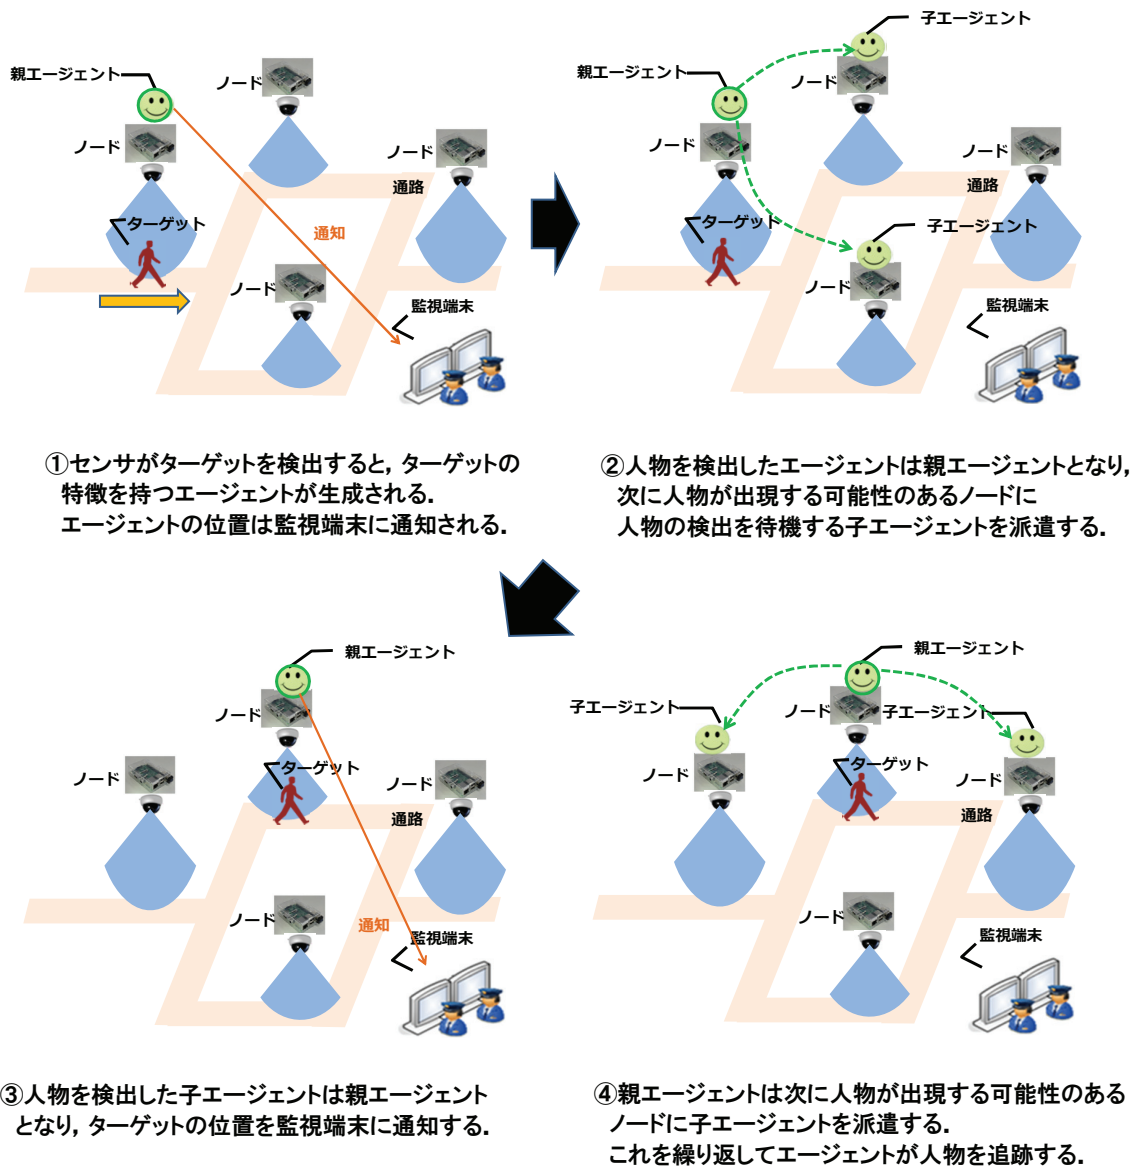 親エージェント
ノード
ノード
ノード
通路
ターゲット
通知
ノード
監視端末
①センサがターゲットを検出すると，ターゲットの
特徴を持つエージェントが生成される．
エージェントの位置は監視端末に通知される．
子エージェント
親エージェント
ノード
ノード
ノード
通路
ターゲット
子エージェント
ノード
監視端末
②人物を検出したエージェントは親エージェントとなり，
次に人物が出現する可能性のあるノードに
人物の検出を待機する子エージェントを派遣する．
親エージェント
ノード
ターゲット
ノード
ノード
通路
ノード
通知
監視端末
③人物を検出した子エージェントは親エージェント
となり，ターゲットの位置を監視端末に通知する．
親エージェント
子エージェント
ノード
子エージェント
ターゲット
ノード
ノード
通路
ノード
監視端末
④親エージェントは次に人物が出現する可能性のある
ノードに子エージェントを派遣する．
これを繰り返してエージェントが人物を追跡する．